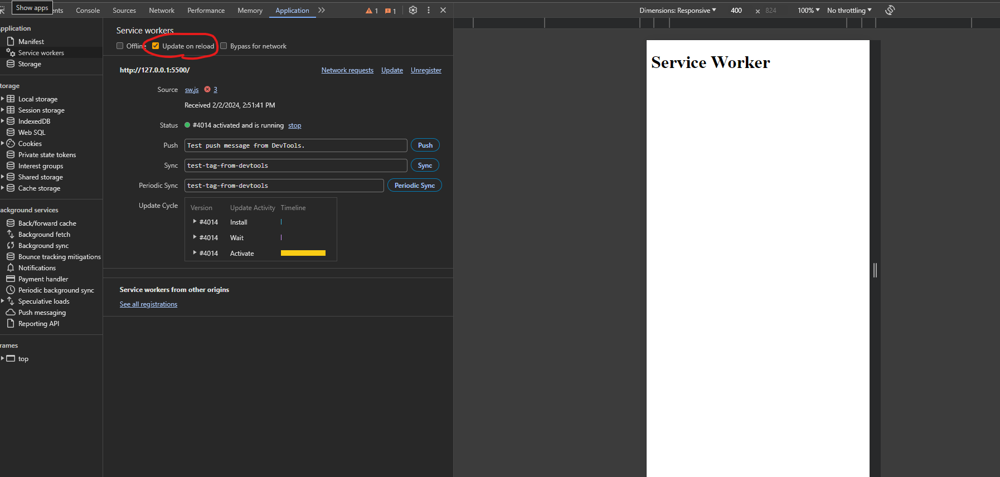 Show apps
ents Console Sources Network Performance Memory Application 1 1
Dimensions: Responsive 400 × 824 100% No throttling
pplication
Manifest
Service workers
Storage
torage
Local storage
Session storage
IndexedDB
Web SQL
Cookies
Private state tokens
Interest groups
Shared storage
Cache storage
ackground services
Back/forward cache
Background fetch
Background sync
Bounce tracking mitigations
Notifications
Payment handler
Periodic background sync
Speculative loads
Push messaging
Reporting API
rames
top
Service workers
Offline Update on reload Bypass for network
http://127.0.0.1:5500/ Network requests Update Unregister
Source sw.js 3
Received 2/2/2024, 2:51:41 PM
Status #4014 activated and is running stop
Push Test push message from DevTools. Push
Sync test-tag-from-devtools Sync
Periodic Sync test-tag-from-devtools Periodic Sync
Update Cycle Version Update Activity Timeline
#4014 Install
#4014 Wait
#4014 Activate
Service workers from other origins
See all registrations
Service Worker